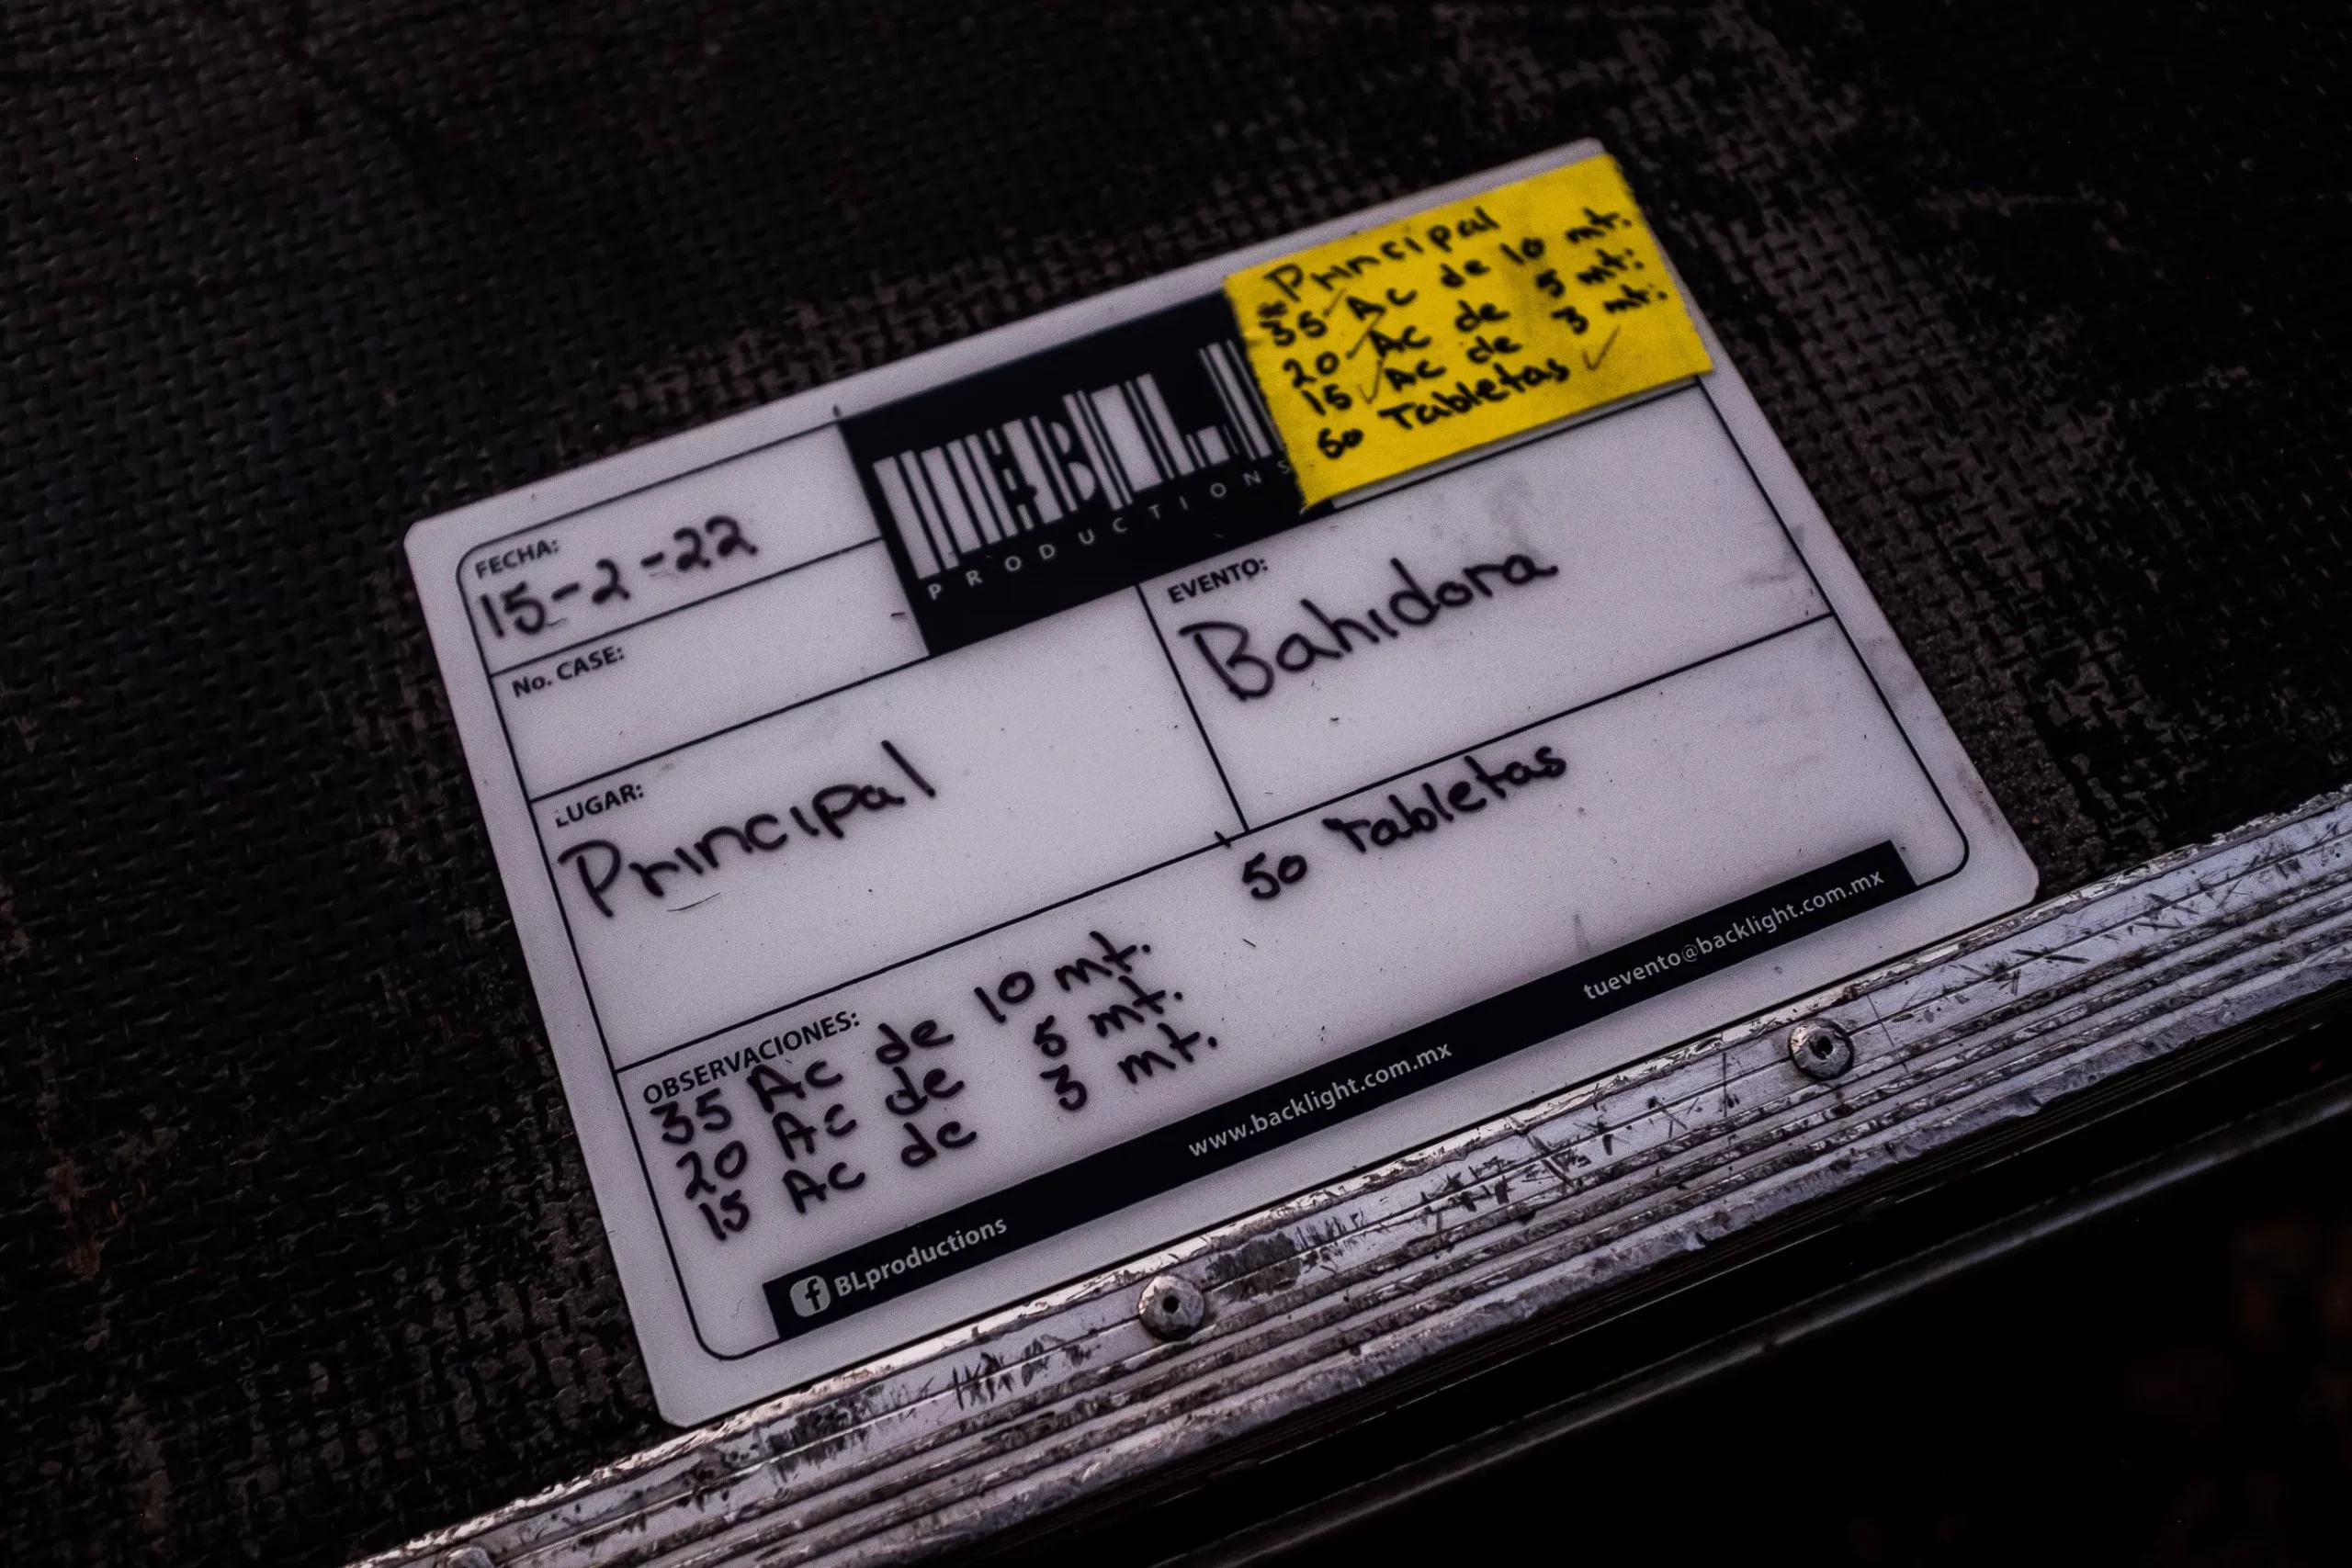 *Principal
35 Ac de 10 mt.
20 Ac de 5 mt.
15 Ac de 3 mt.
50 Tabletas
BL
PRODUCTIONS
FECHA:
15-2-22
No. CASE:
EVENTO:
Bahidora
LUGAR:
Principal
OBSERVACIONES:
35 Ac de 10 mt.
20 Ac de 5 mt.
15 Ac de 3 mt.
50 Tabletas
BLproductions
www.backlight.com.mx
tuevento@backlight.com.mx